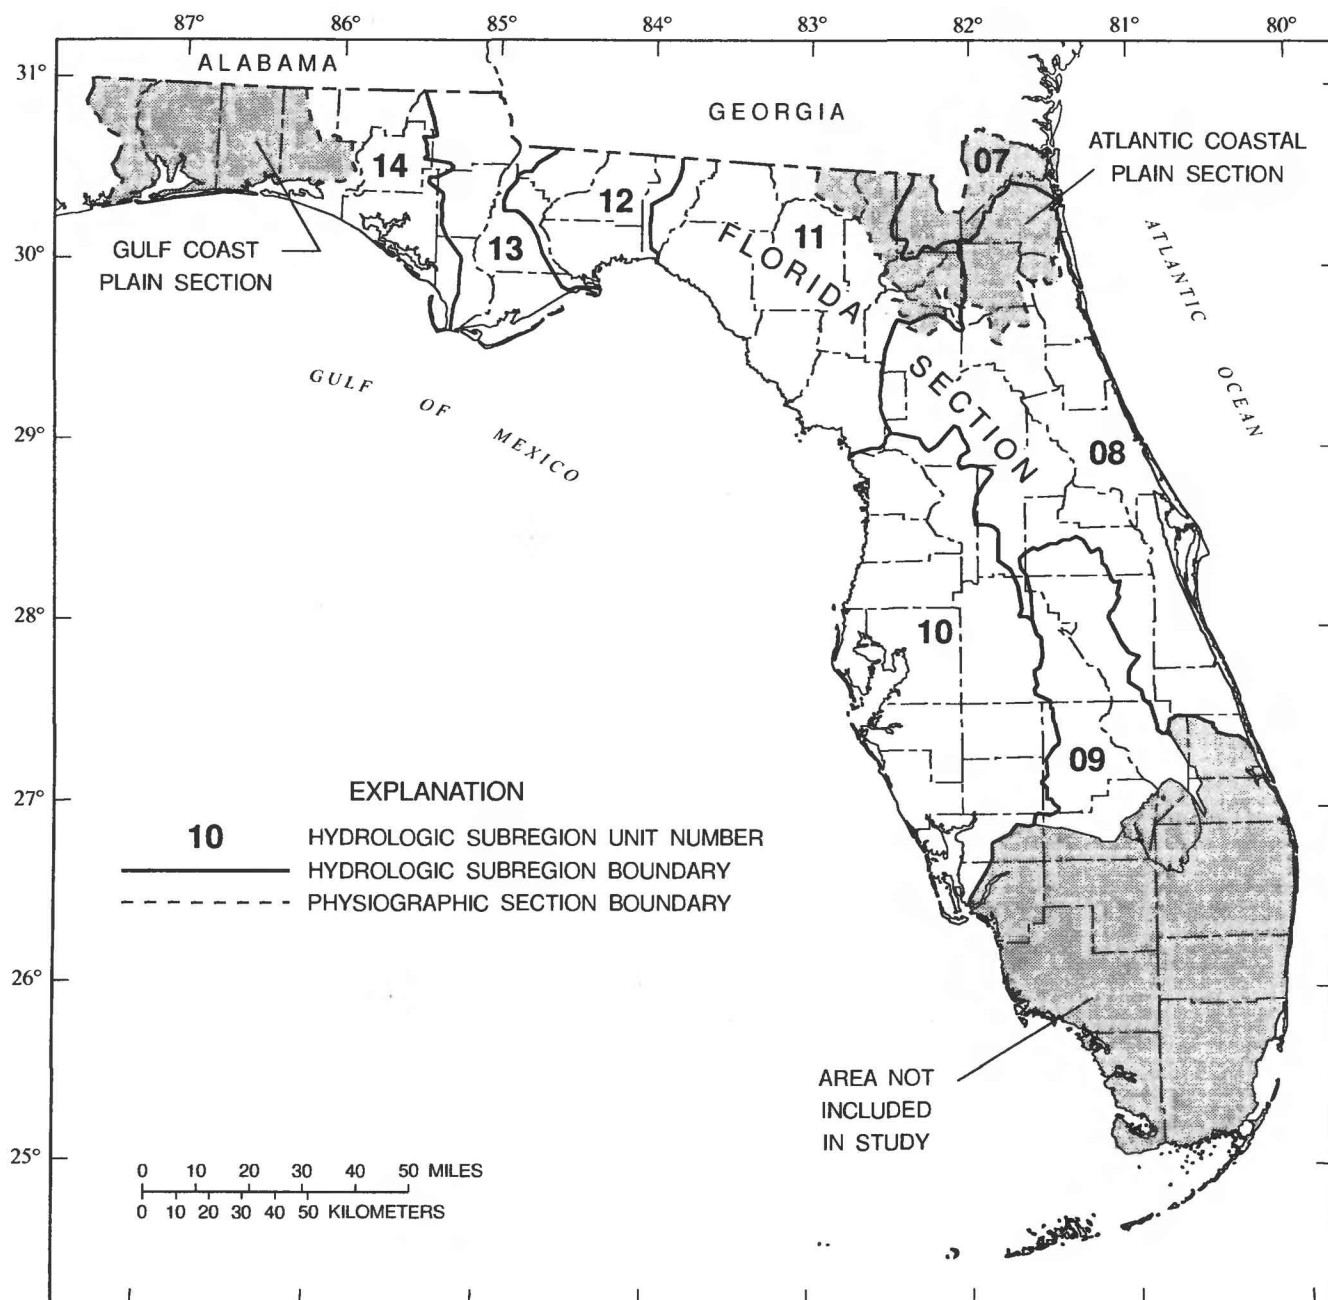 87° 86° 85° 84° 83° 82° 81° 80°
31°
ALABAMA
GEORGIA
07
ATLANTIC COASTAL
PLAIN SECTION
14
12
11
13
30°
GULF COAST
PLAIN SECTION
FLORIDA
SECTION
ATLANTIC
OCEAN
GULF OF MEXICO
29°
08
28°
10
09
27°
EXPLANATION
10 HYDROLOGIC SUBREGION UNIT NUMBER
HYDROLOGIC SUBREGION BOUNDARY
PHYSIOGRAPHIC SECTION BOUNDARY
26°
AREA NOT
INCLUDED
IN STUDY
25°
0 10 20 30 40 50 MILES
0 10 20 30 40 50 KILOMETERS